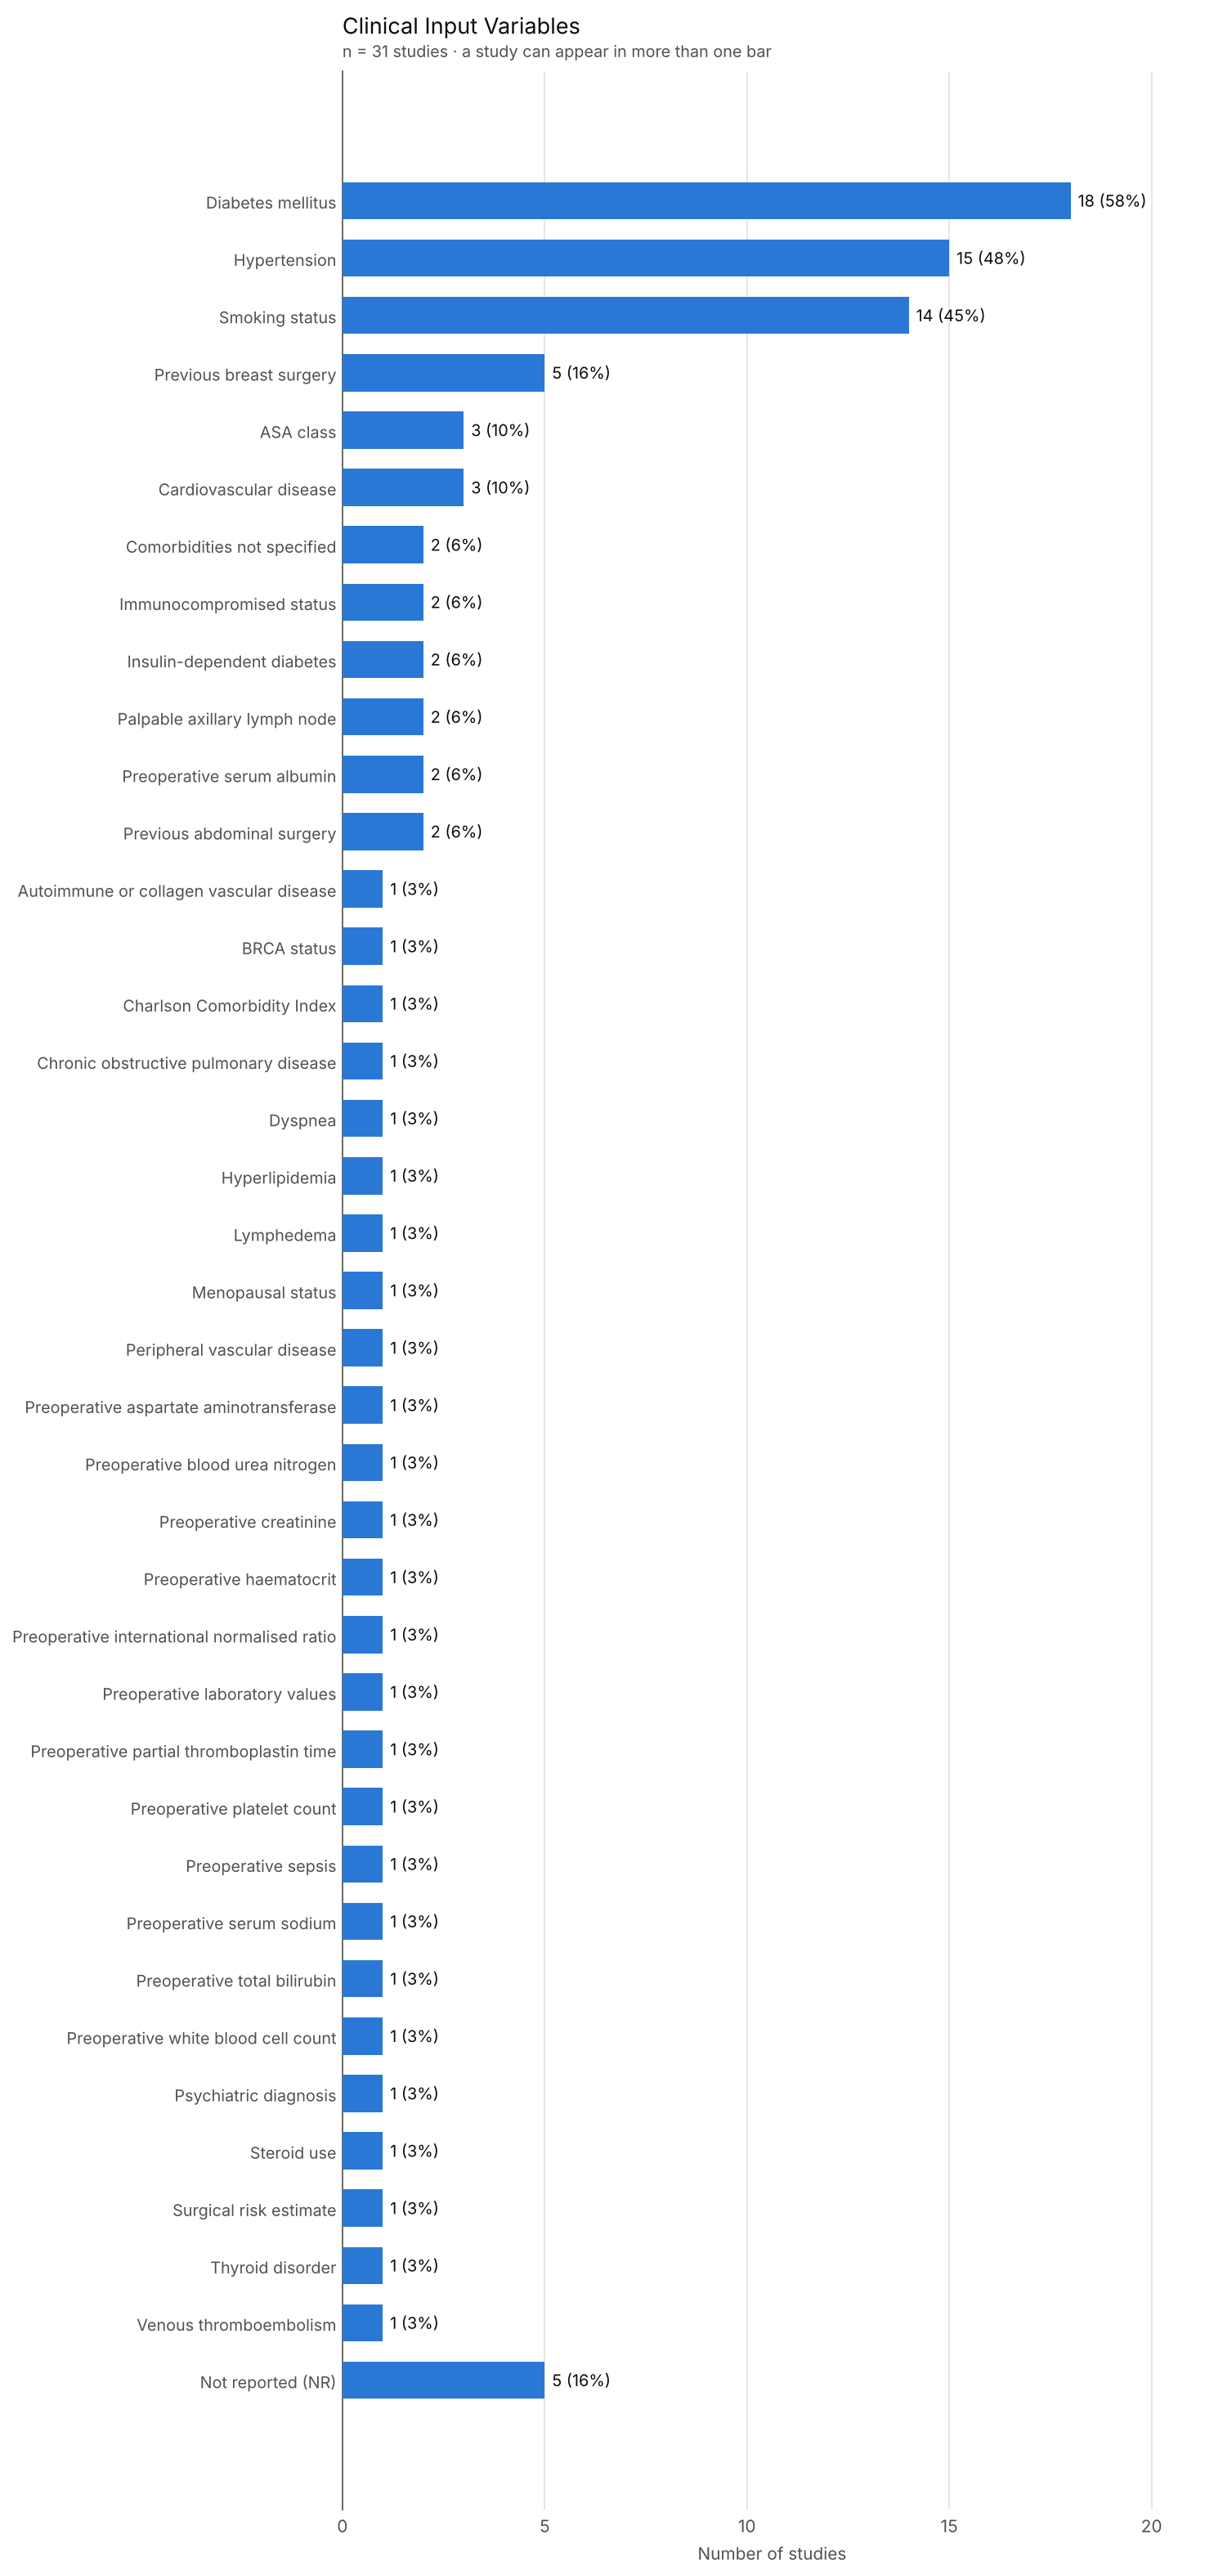 Clinical Input Variables
n = 31 studies · a study can appear in more than one bar
Diabetes mellitus 18 (58%)
Hypertension 15 (48%)
Smoking status 14 (45%)
Previous breast surgery 5 (16%)
ASA class 3 (10%)
Cardiovascular disease 3 (10%)
Comorbidities not specified 2 (6%)
Immunocompromised status 2 (6%)
Insulin-dependent diabetes 2 (6%)
Palpable axillary lymph node 2 (6%)
Preoperative serum albumin 2 (6%)
Previous abdominal surgery 2 (6%)
Autoimmune or collagen vascular disease 1 (3%)
BRCA status 1 (3%)
Charlson Comorbidity Index 1 (3%)
Chronic obstructive pulmonary disease 1 (3%)
Dyspnea 1 (3%)
Hyperlipidemia 1 (3%)
Lymphedema 1 (3%)
Menopausal status 1 (3%)
Peripheral vascular disease 1 (3%)
Preoperative aspartate aminotransferase 1 (3%)
Preoperative blood urea nitrogen 1 (3%)
Preoperative creatinine 1 (3%)
Preoperative haematocrit 1 (3%)
Preoperative international normalised ratio 1 (3%)
Preoperative laboratory values 1 (3%)
Preoperative partial thromboplastin time 1 (3%)
Preoperative platelet count 1 (3%)
Preoperative sepsis 1 (3%)
Preoperative serum sodium 1 (3%)
Preoperative total bilirubin 1 (3%)
Preoperative white blood cell count 1 (3%)
Psychiatric diagnosis 1 (3%)
Steroid use 1 (3%)
Surgical risk estimate 1 (3%)
Thyroid disorder 1 (3%)
Venous thromboembolism 1 (3%)
Not reported (NR) 5 (16%)
0 5 10 15 20
Number of studies